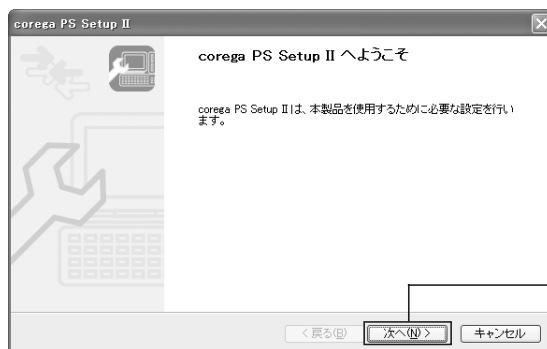 corega PS Setup II
corega PS Setup II へようこそ
corega PS Setup IIは、本製品を使用するために必要な設定を行い
ます。
< 戻る(B)
次へ(N) >
キャンセル